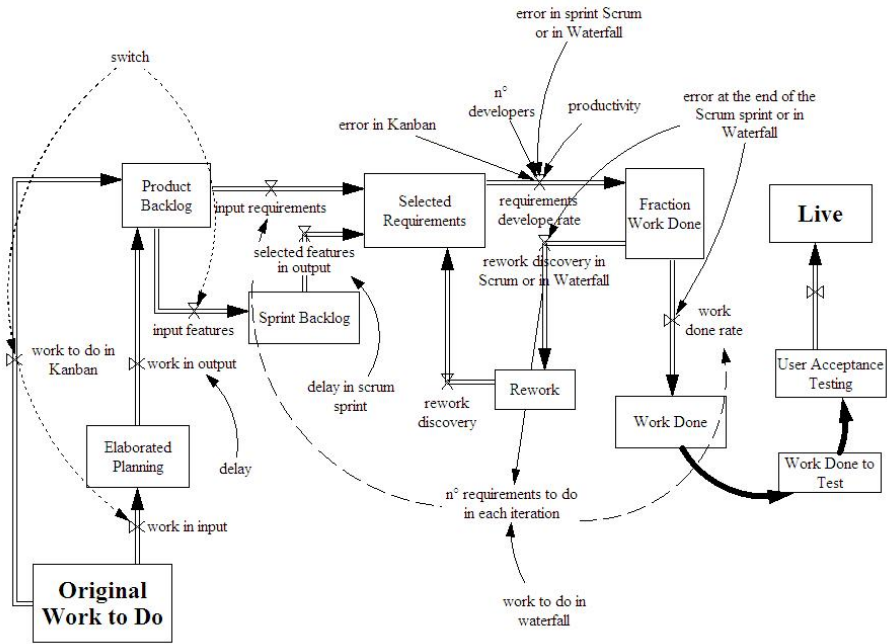 error in sprint Scrum
or in Waterfall
switch
n°
developers
productivity
error at the end of the
Scrum sprint or in
Waterfall
error in Kanban
Product
Backlog
Selected
Requirements
Fraction
Work Done
Live
input requirements
requirements
develope rate
selected features
in output
rework discovery in
Scrum or in Waterfall
input features
Sprint Backlog
work
done rate
work to do in
Kanban
work in output
delay in scrum
sprint
rework
discovery
Rework
User Acceptance
Testing
Work Done
Elaborated
Planning
delay
Work Done to
Test
n° requirements to do
in each iteration
work in input
Original
Work to Do
work to do in
waterfall